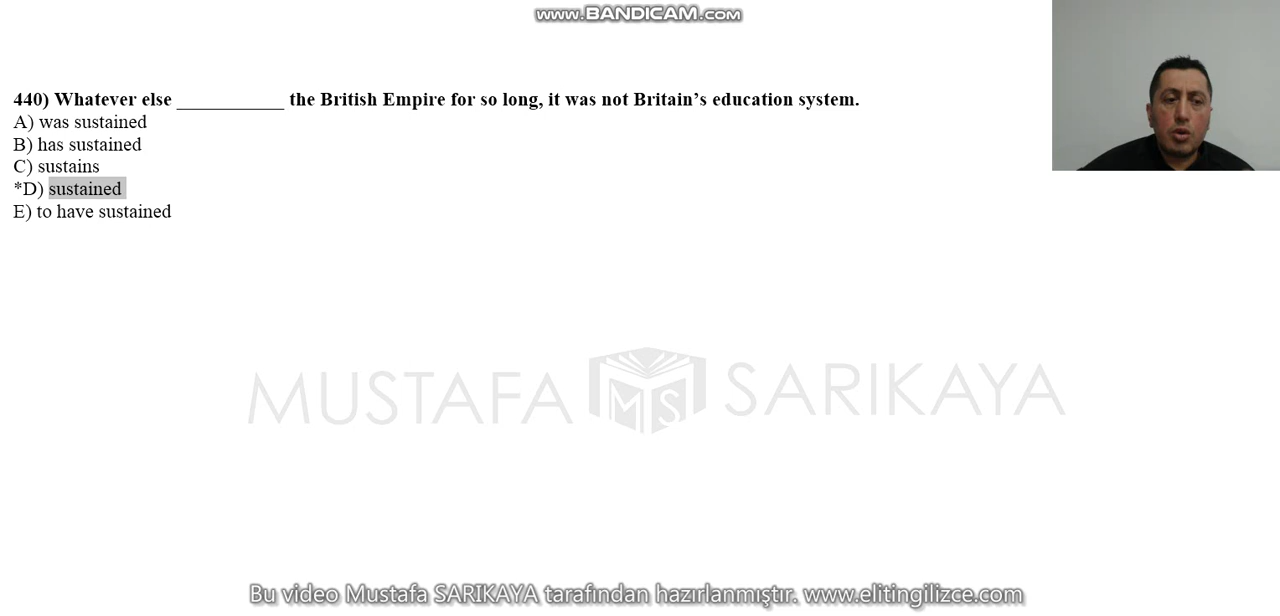 www.BANDICAM.com
440) Whatever else ___________ the British Empire for so long, it was not Britain’s education system.
A) was sustained
B) has sustained
C) sustains
*D) sustained
E) to have sustained
MUSTAFA MS SARIKAYA
Bu video Mustafa SARIKAYA tarafından hazırlanmıştır. www.elitingilizce.com